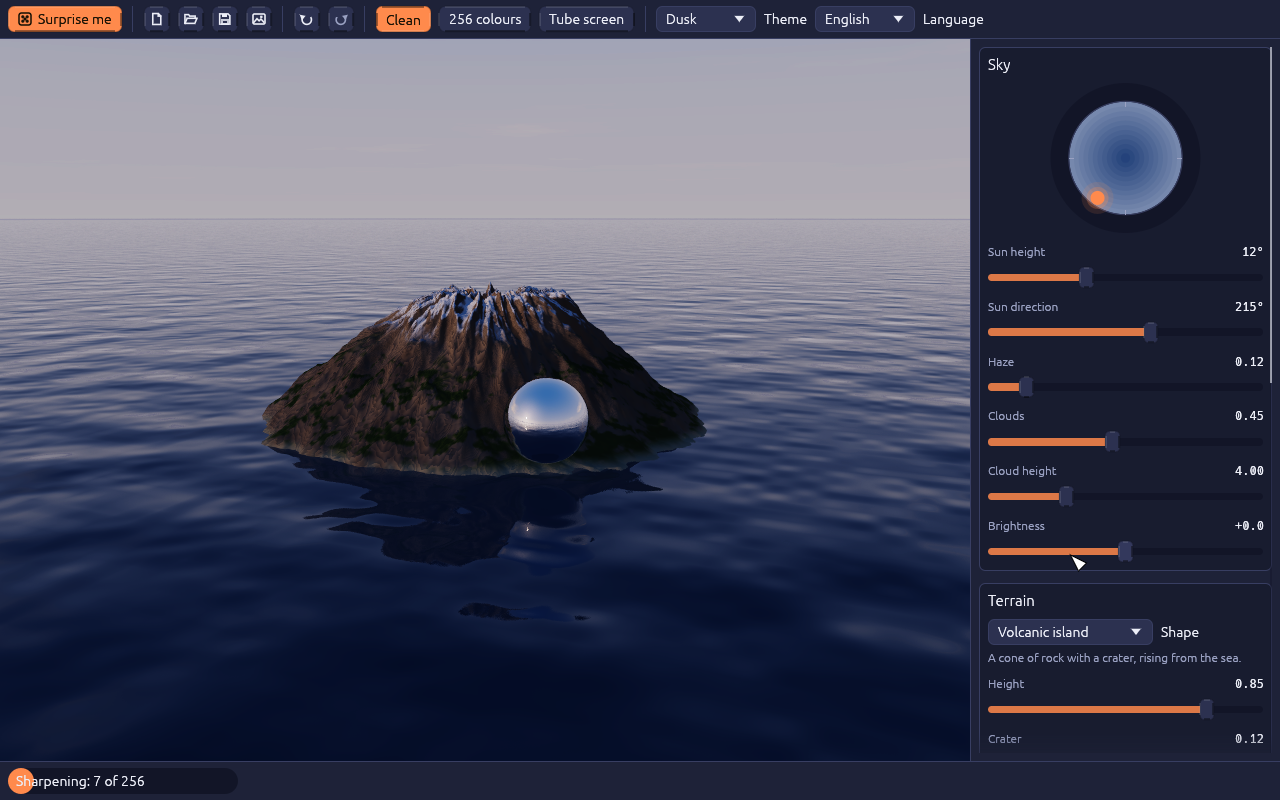 Surprise me
Clean
256 colours
Tube screen
Dusk
Theme
English
Language
Sky
Sun height 12°
Sun direction 215°
Haze 0.12
Clouds 0.45
Cloud height 4.00
Brightness +0.0
Terrain
Volcanic island Shape
A cone of rock with a crater, rising from the sea.
Height 0.85
Crater 0.12
Sharpening: 7 of 256